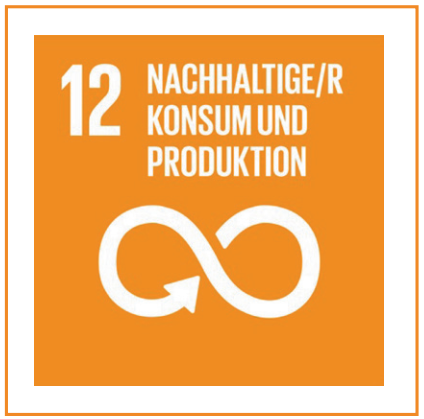 12 NACHHALTIGE/R
KONSUM UND
PRODUKTION